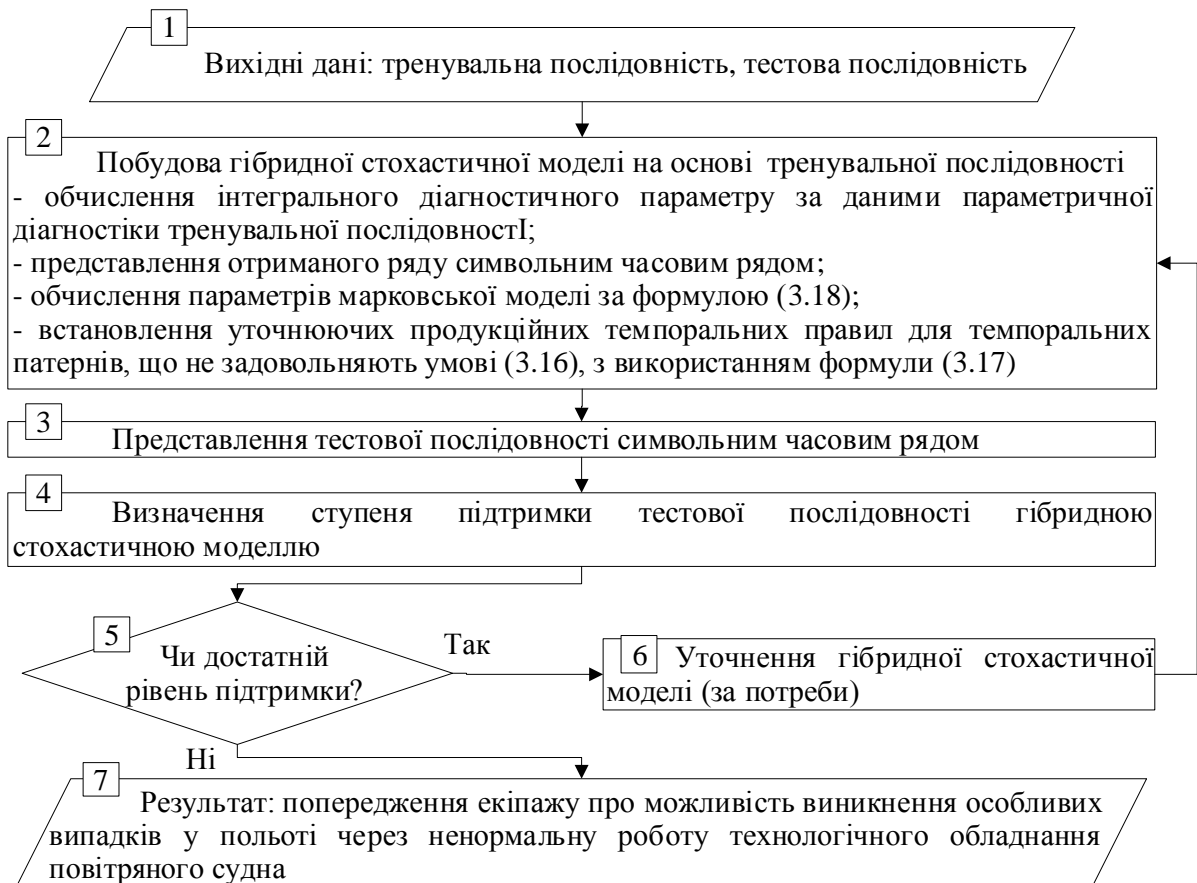 1
Вихідні дані: тренувальна послідовність, тестова послідовність
2
Побудова гібридної стохастичної моделі на основі тренувальної послідовності
- обчислення інтегрального діагностичного параметру за даними параметричної
діагностіки тренувальної послідовностІ;
- представлення отриманого ряду символьним часовим рядом;
- обчислення параметрів марковської моделі за формулою (3.18);
- встановлення уточнюючих продукційних темпоральних правил для темпоральних
патернів, що не задовольняють умові (3.16), з використанням формули (3.17)
3
Представлення тестової послідовності символьним часовим рядом
4
Визначення ступеня підтримки тестової послідовності гібридною
стохастичною моделлю
5
Чи достатній
рівень підтримки?
Так
6 Уточнення гібридної стохастичної
моделі (за потреби)
Ні
7
Результат: попередження екіпажу про можливість виникнення особливих
випадків у польоті через ненормальну роботу технологічного обладнання
повітряного судна